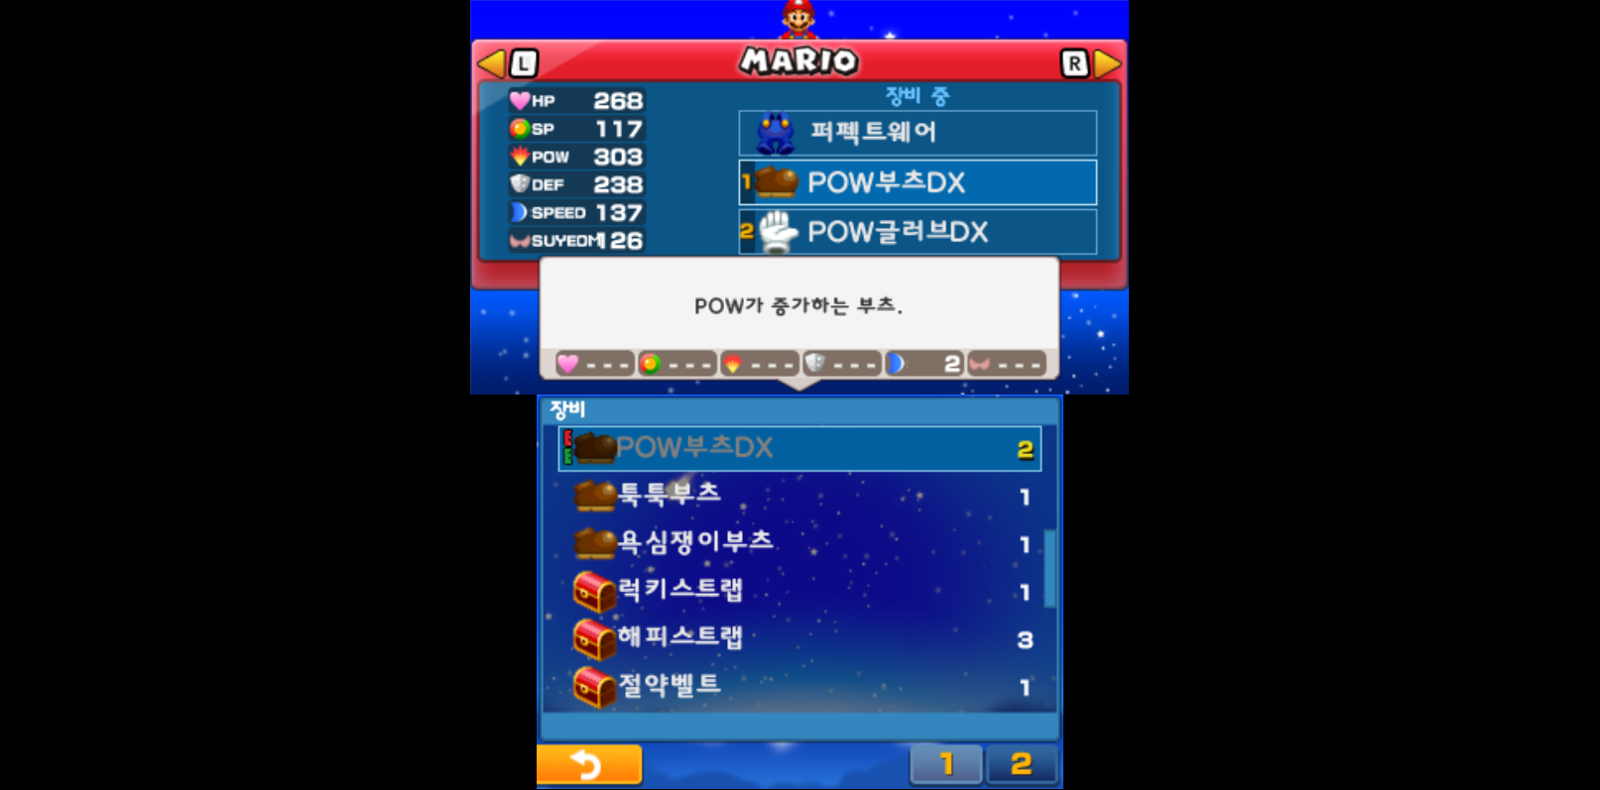 L MARIO R
HP 268
SP 117
POW 303
DEF 238
SPEED 137
SUYEOM 126
장비 중
퍼펙트웨어
1 POW부츠DX
2 POW글러브DX
POW가 증가하는 부츠.
--- --- --- --- 2 ---
장비
E E POW부츠DX 2
툭툭부츠 1
욕심쟁이부츠 1
럭키스트랩 1
해피스트랩 3
절약벨트 1
1 2